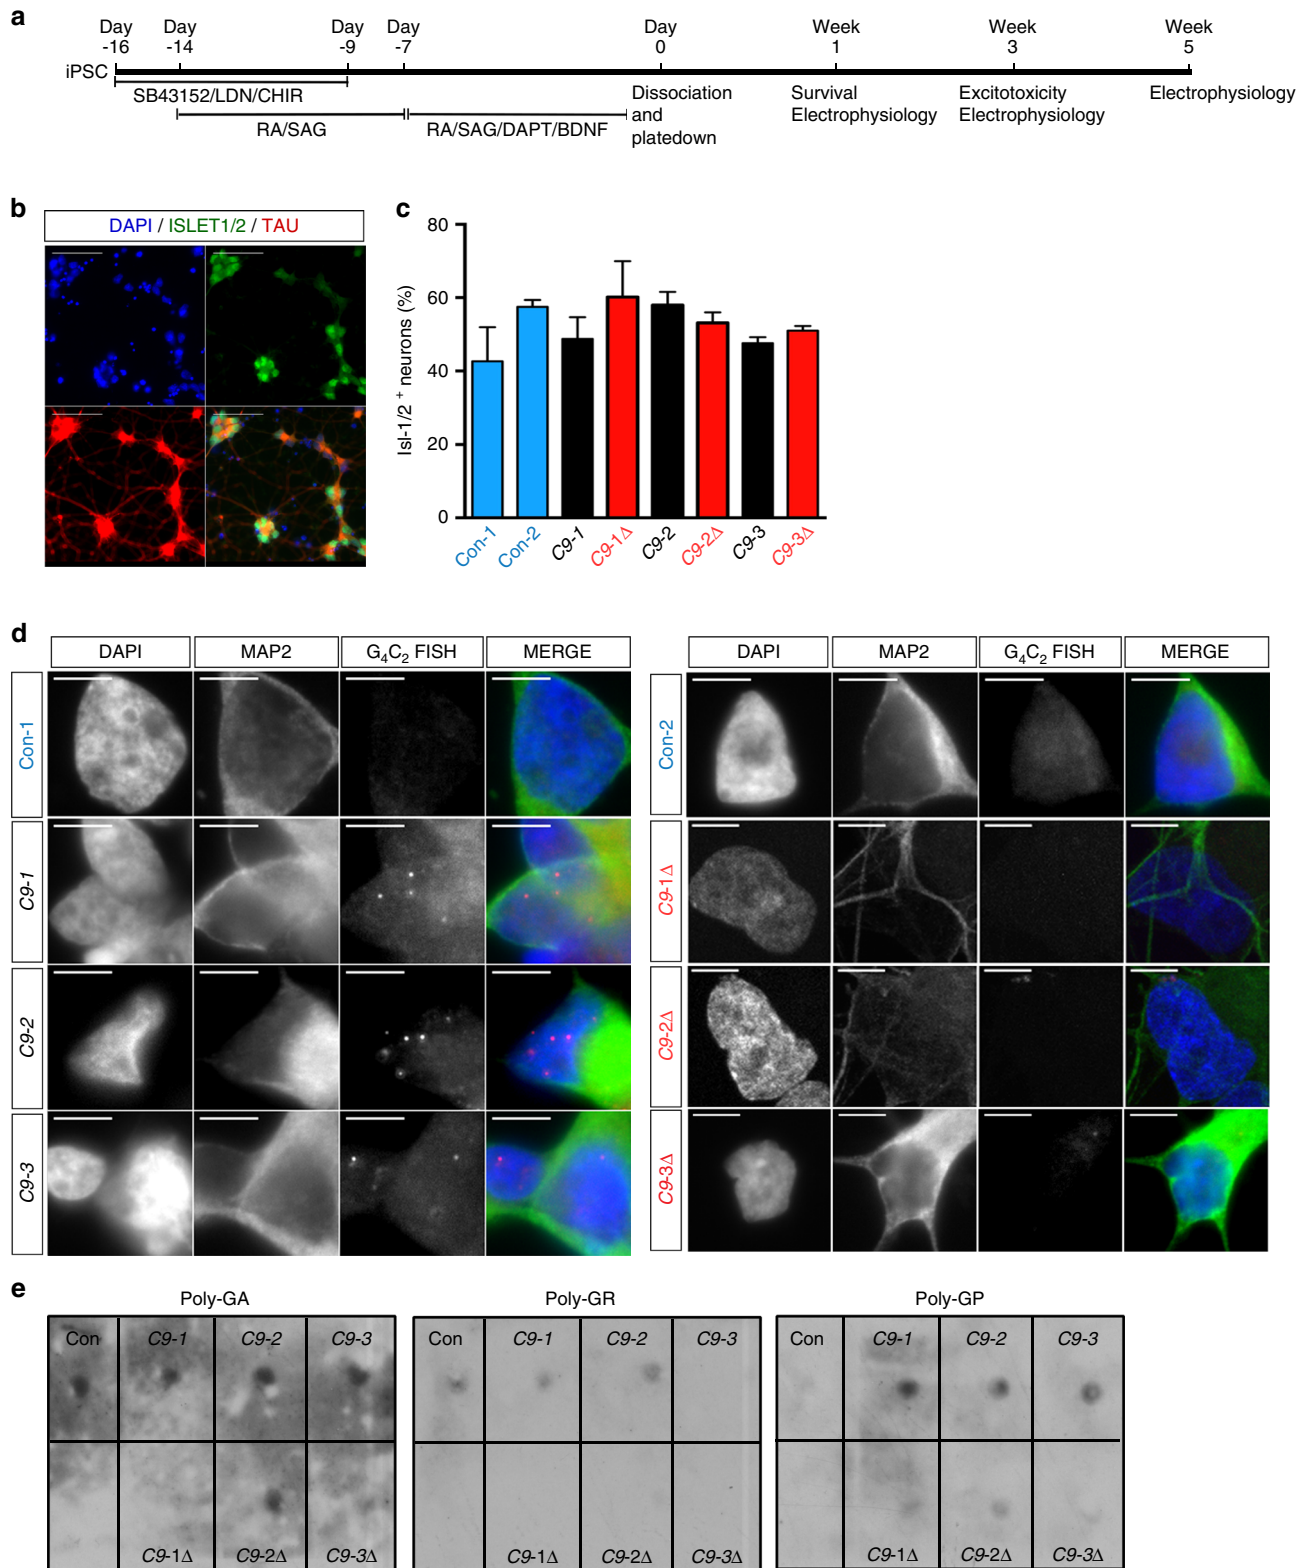 a
Day -16
Day -14
Day -9
Day -7
Day 0
Week 1
Week 3
Week 5
iPSC
SB43152/LDN/CHIR
RA/SAG
RA/SAG/DAPT/BDNF
Dissociation
and
platedown
Survival
Electrophysiology
Excitotoxicity
Electrophysiology
Electrophysiology
b
DAPI / ISLET1/2 / TAU
c
Isl-1/2 + neurons (%)
80
60
40
20
0
Con-1
Con-2
C9-1
C9-1Δ
C9-2
C9-2Δ
C9-3
C9-3Δ
d
DAPI MAP2 G4C2 FISH MERGE
Con-1
C9-1
C9-2
C9-3
DAPI MAP2 G4C2 FISH MERGE
Con-2
C9-1Δ
C9-2Δ
C9-3Δ
e
Poly-GA
Con C9-1 C9-2 C9-3
C9-1Δ C9-2Δ C9-3Δ
Poly-GR
Con C9-1 C9-2 C9-3
C9-1Δ C9-2Δ C9-3Δ
Poly-GP
Con C9-1 C9-2 C9-3
C9-1Δ C9-2Δ C9-3Δ